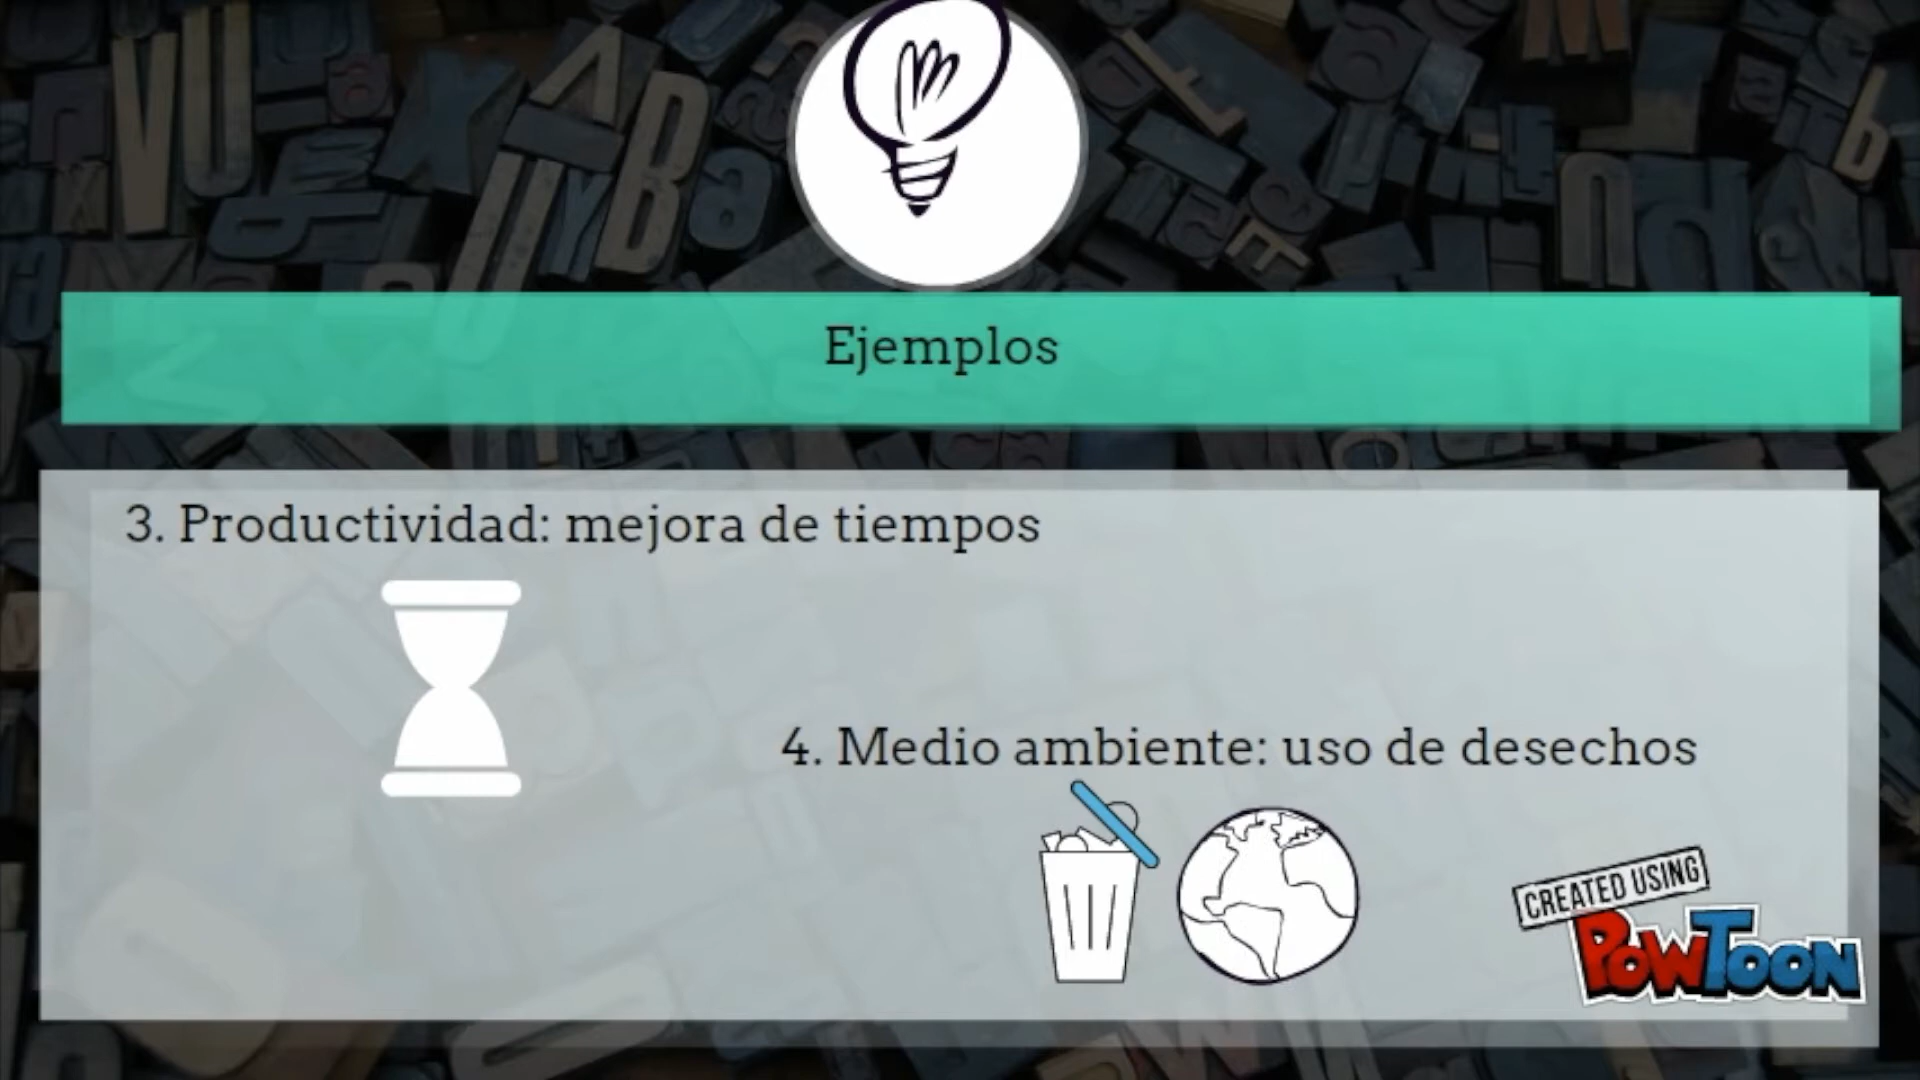 Ejemplos
3. Productividad: mejora de tiempos
4. Medio ambiente: uso de desechos
CREATED USING
POWTOON